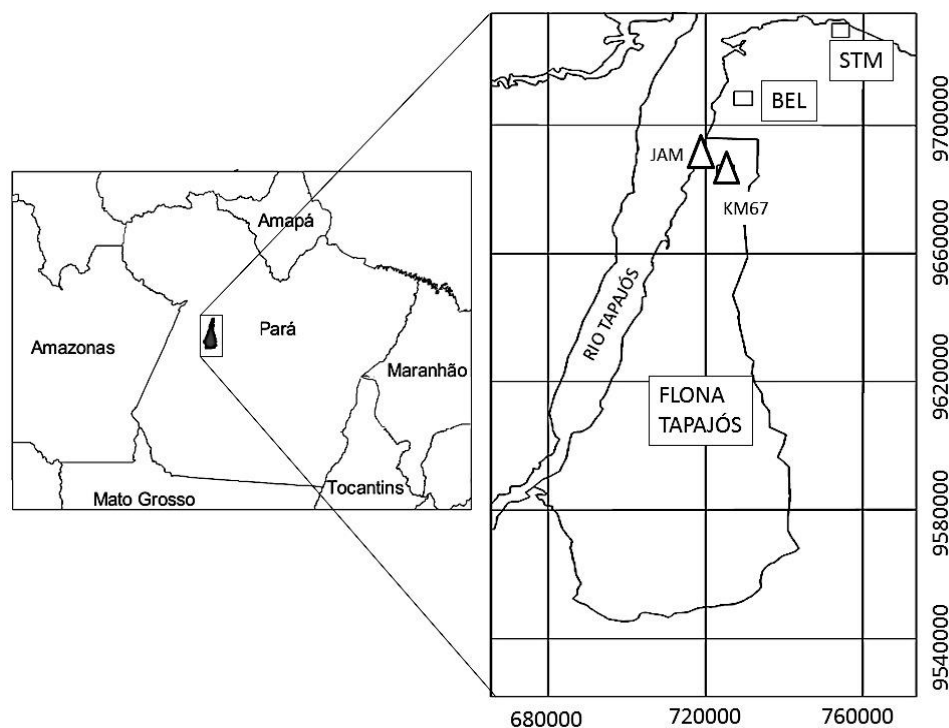 Amapá
Pará
Amazonas
Maranhão
Mato Grosso
Tocantins
STM
BEL
JAM
KM67
RIO TAPAJÓS
FLONA
TAPAJÓS
9700000
9660000
9620000
9580000
9540000
680000
720000
760000